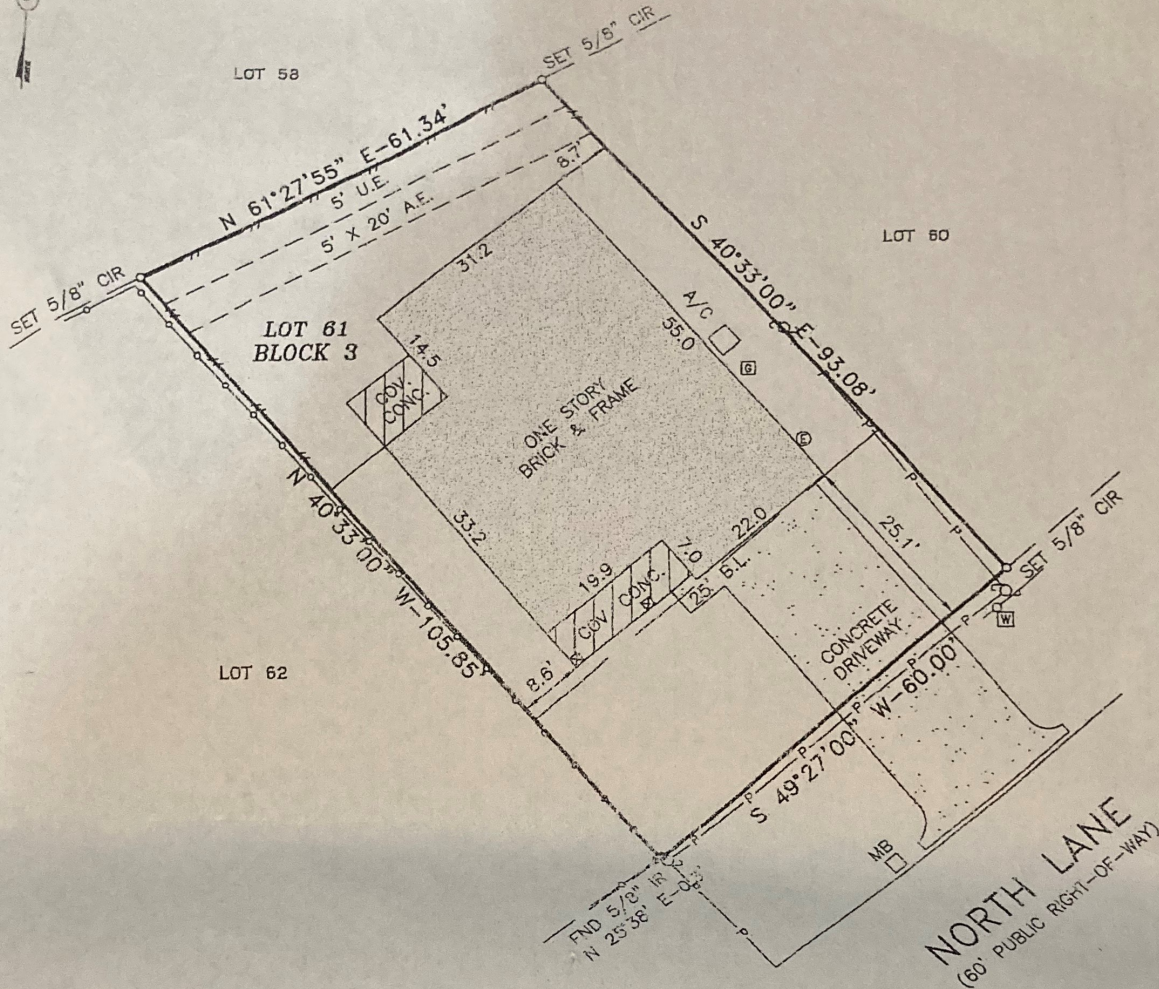 SET 5/8" CIR
LOT 58
N 61°27'55" E-61.34'
5' U.E.
5' X 20' A.E.
8.7'
S 40°33'00" E-93.08'
LOT 60
SET 5/8" CIR
31.2
A/C
LOT 61
BLOCK 3
14.5
55.0
G
COV.
CONC.
ONE STORY
BRICK & FRAME
E
N 40°33'00" W-105.85'
33.2
22.0
25.1'
P
P
P
SET 5/8" CIR
7.0
19.9
25' B.L.
COV. CONC.
CONCRETE
DRIVEWAY
W
P
P
P
P
P
8.6'
LOT 62
S 49°27'00" W-60.00'
MB
FND 5/8" IR
N 25°38' E-
P
P
NORTH LANE
(60' PUBLIC RIGHT-OF-WAY)